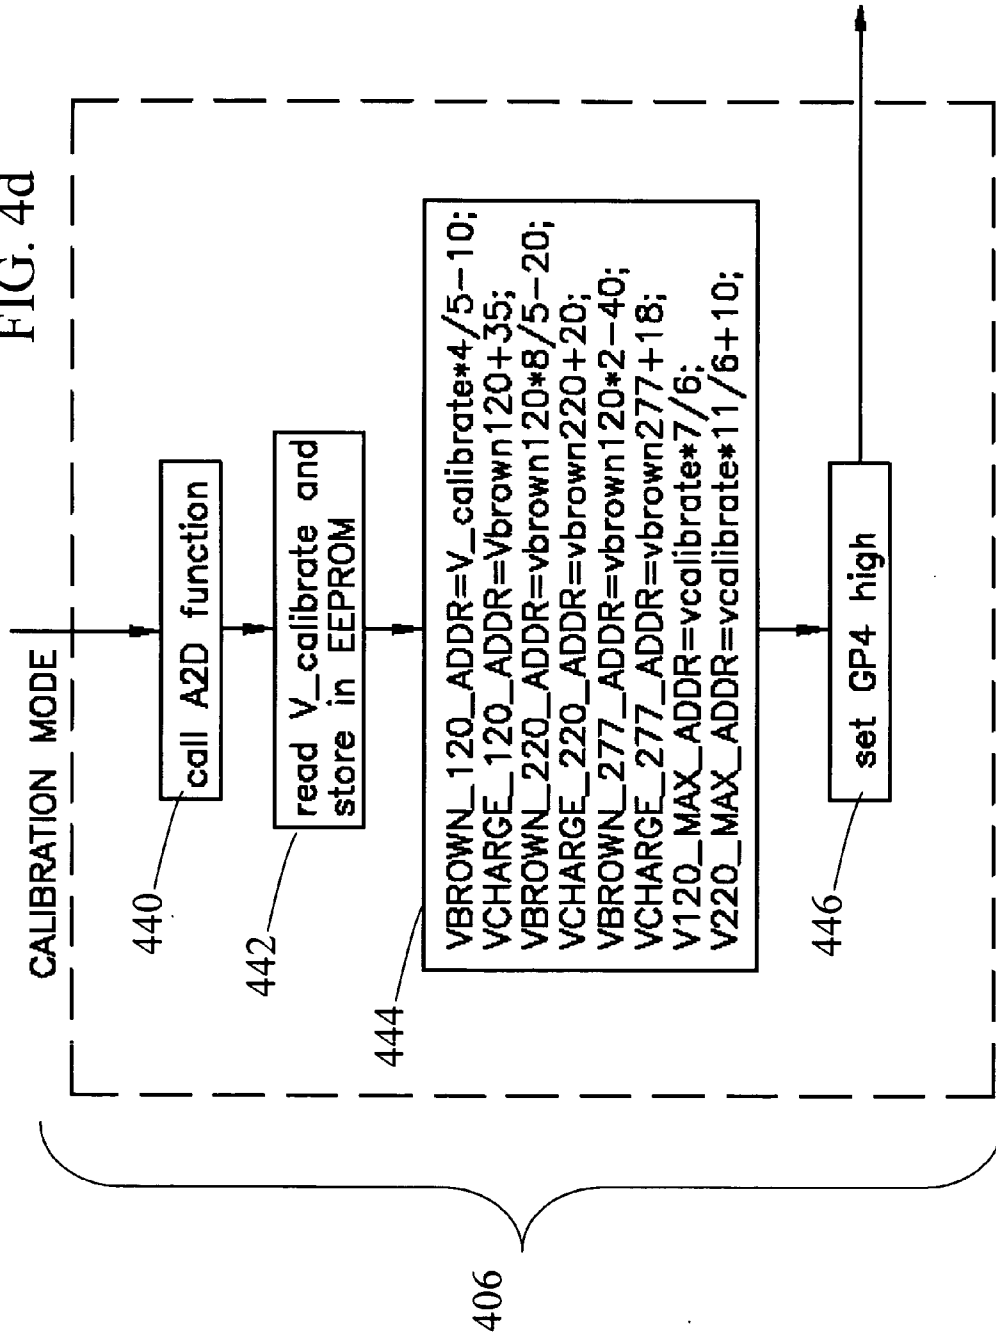 FIG. 4d
CALIBRATION MODE
440
call A2D function
442
read V_calibrate and
store in EEPROM
444
VBROWN_120_ADDR=V_calibrate*4/5-10;
VCHARGE_120_ADDR=Vbrown120+35;
VBROWN_220_ADDR=vbrown120*8/5-20;
VCHARGE_220_ADDR=vbrown220+20;
VBROWN_277_ADDR=vbrown120*2-40;
VCHARGE_277_ADDR=vbrown277+18;
V120_MAX_ADDR=vcalibrate*7/6;
V220_MAX_ADDR=vcalibrate*11/6+10;
446
set GP4 high
406